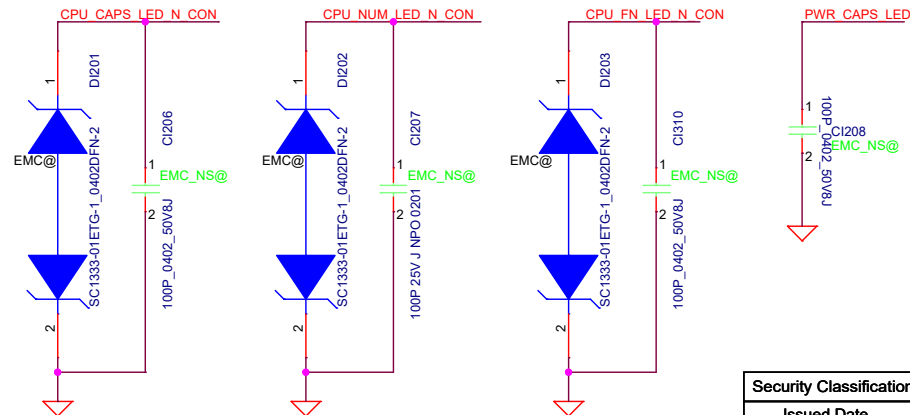 CPU_CAPS_LED_N_CON
1
DI201
EMC@
SC1333-01ETG-1_0402DFN-2
2
CI206
1
EMC_NS@
2
100P_0402_50V8J
CPU_NUM_LED_N_CON
1
DI202
EMC@
SC1333-01ETG-1_0402DFN-2
2
CI207
1
EMC_NS@
2
100P 25V J NPO 0201
CPU_FN_LED_N_CON
1
DI203
EMC@
SC1333-01ETG-1_0402DFN-2
2
CI310
1
EMC_NS@
2
100P_0402_50V8J
PWR_CAPS_LED
1
100P_0402_50V8J
CI208
EMC_NS@
2
Security Classification
Issued Date